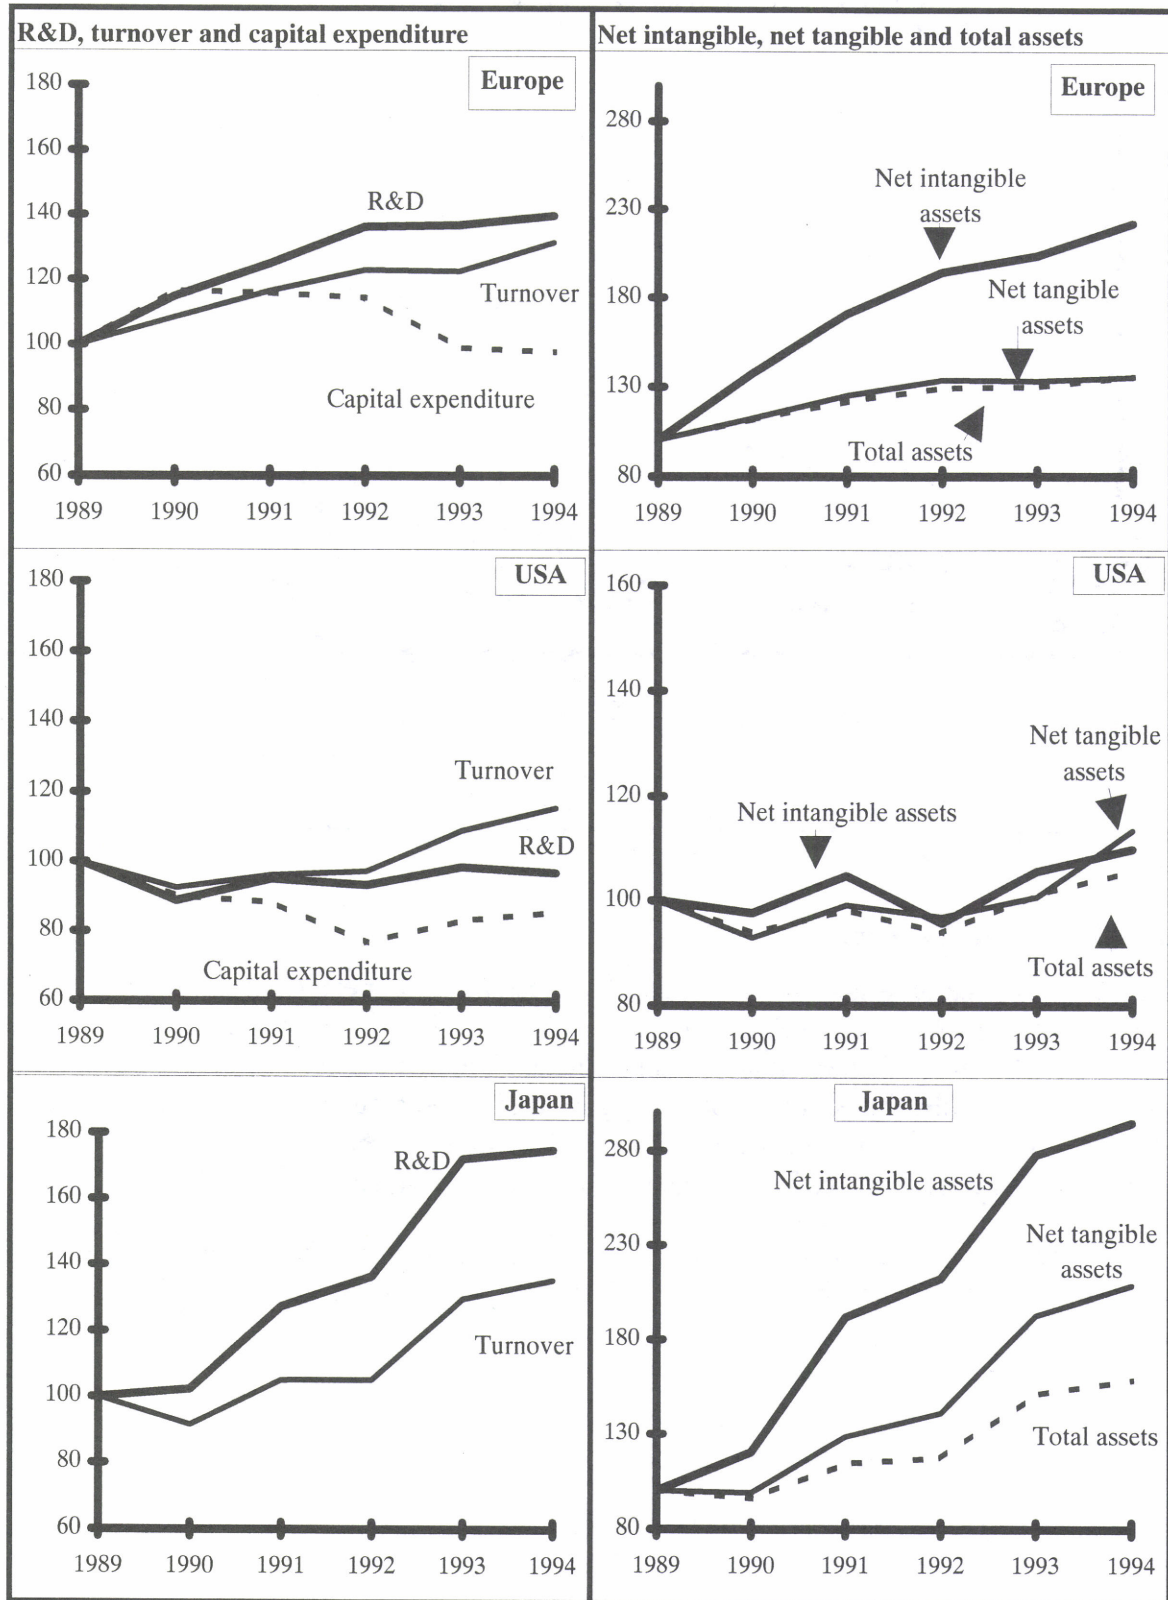 R&D, turnover and capital expenditure
Europe
180
160
140
120
100
80
60
R&D
Turnover
Capital expenditure
1989 1990 1991 1992 1993 1994
Net intangible, net tangible and total assets
Europe
280
230
180
130
80
Net intangible
assets
Net tangible
assets
Total assets
1989 1990 1991 1992 1993 1994
USA
180
160
140
120
100
80
60
Turnover
R&D
Capital expenditure
1989 1990 1991 1992 1993 1994
USA
160
140
120
100
80
Net tangible
assets
Net intangible assets
Total assets
1989 1990 1991 1992 1993 1994
Japan
180
160
140
120
100
80
60
R&D
Turnover
1989 1990 1991 1992 1993 1994
Japan
280
230
180
130
80
Net intangible assets
Net tangible
assets
Total assets
1989 1990 1991 1992 1993 1994